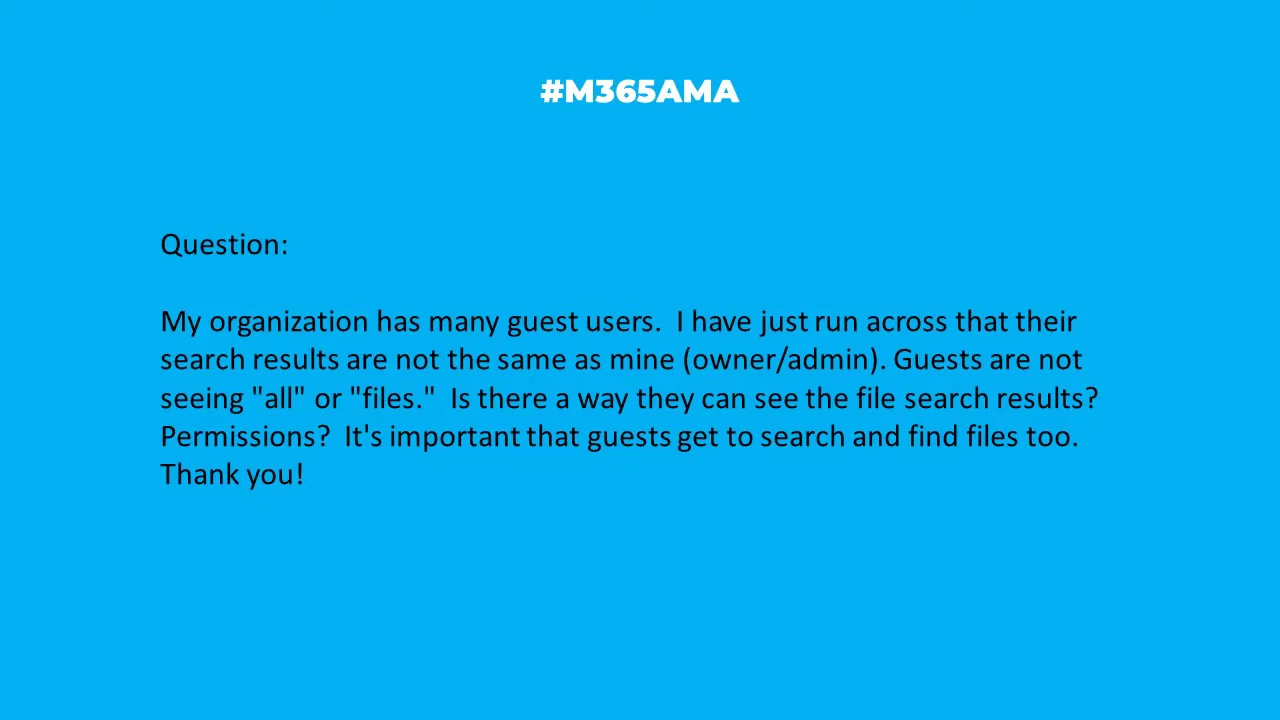 #M365AMA
Question:
My organization has many guest users.  I have just run across that their
search results are not the same as mine (owner/admin). Guests are not
seeing "all" or "files."  Is there a way they can see the file search results?
Permissions?  It's important that guests get to search and find files too.
Thank you!